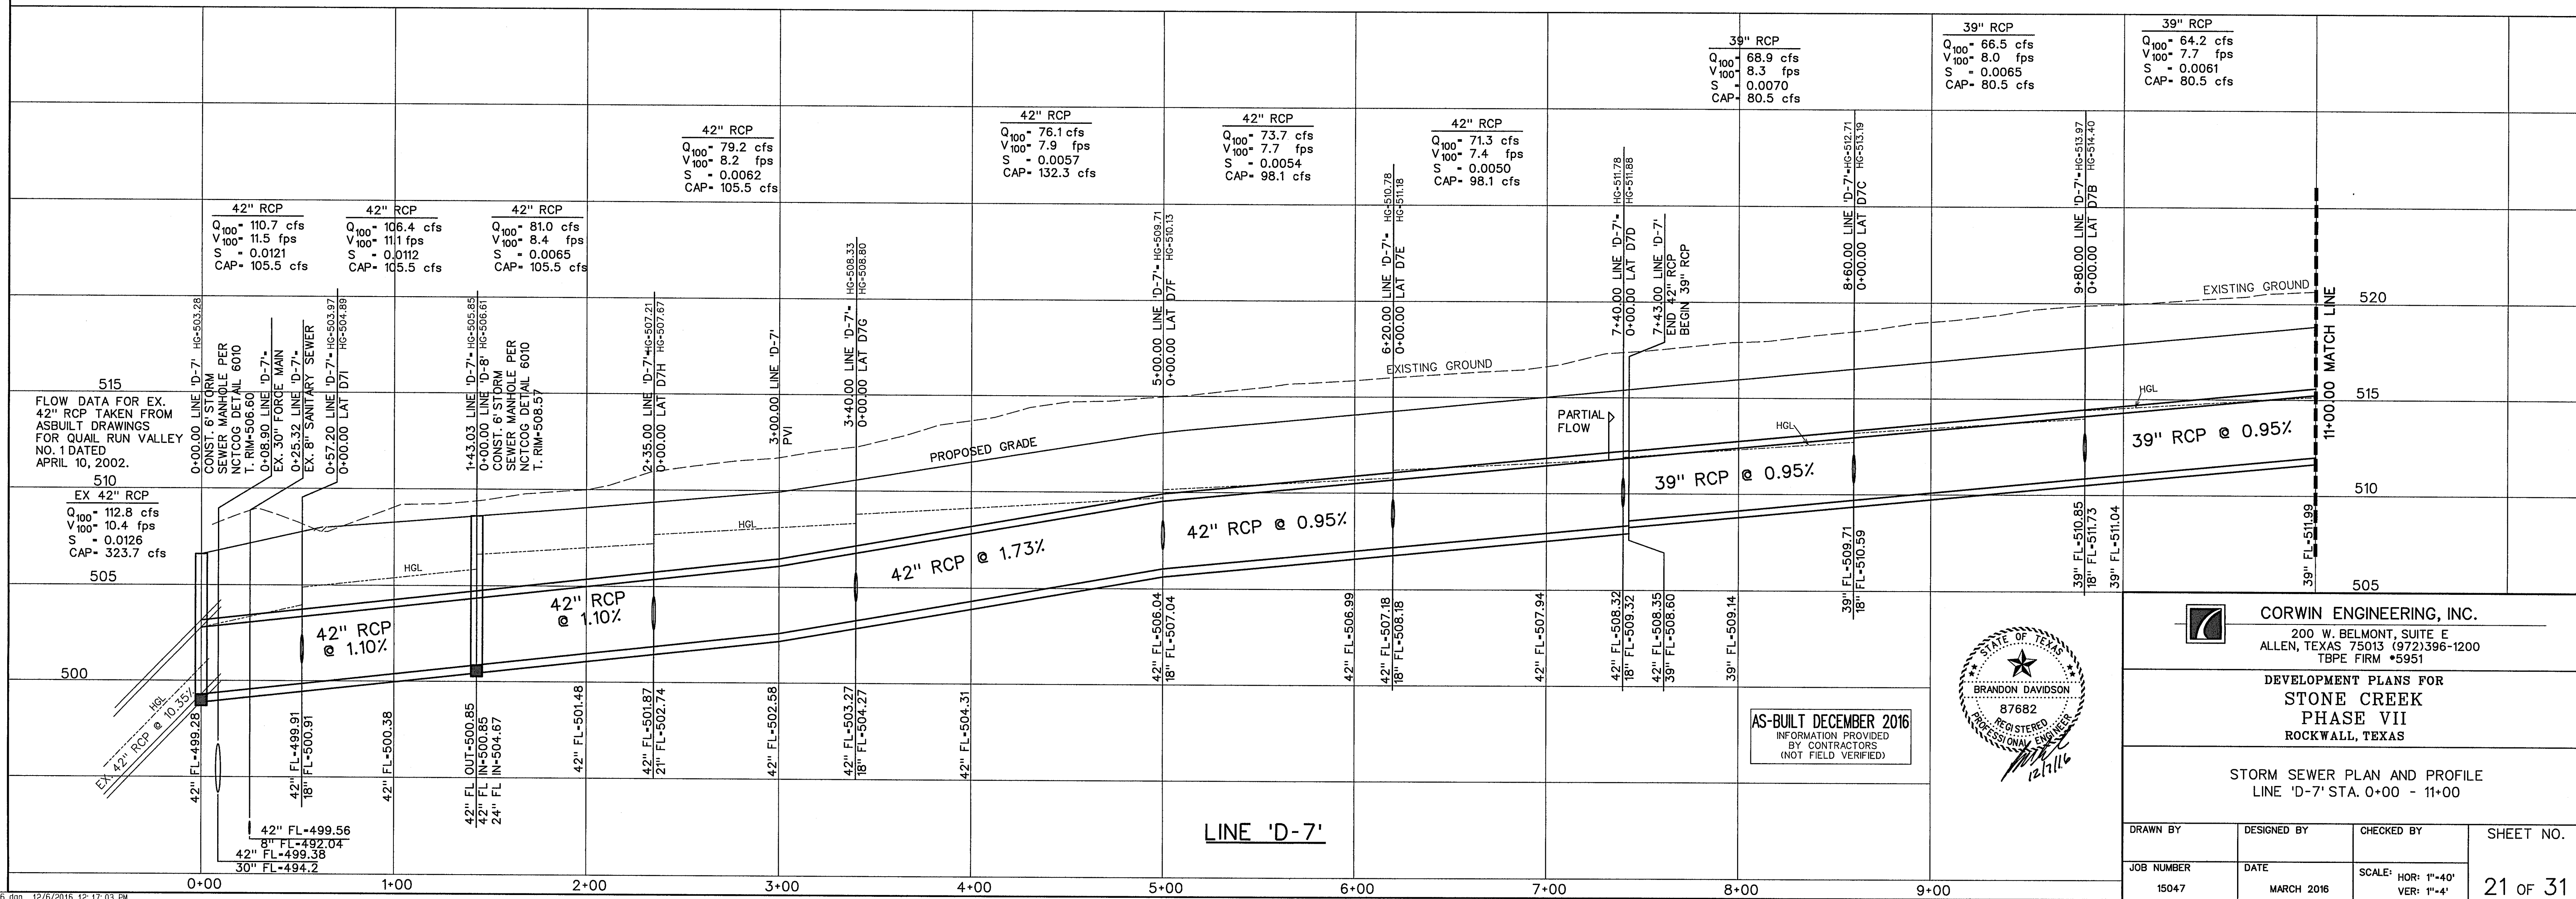 39" RCP
Q100= 68.9 cfs
V100= 8.3 fps
S = 0.0070
CAP= 80.5 cfs
39" RCP
Q100= 66.5 cfs
V100= 8.0 fps
S = 0.0065
CAP= 80.5 cfs
39" RCP
Q100= 64.2 cfs
V100= 7.7 fps
S = 0.0061
CAP= 80.5 cfs
42" RCP
Q100= 79.2 cfs
V100= 8.2 fps
S = 0.0062
CAP= 105.5 cfs
42" RCP
Q100= 76.1 cfs
V100= 7.9 fps
S = 0.0057
CAP= 132.3 cfs
42" RCP
Q100= 73.7 cfs
V100= 7.7 fps
S = 0.0054
CAP= 98.1 cfs
42" RCP
Q100= 71.3 cfs
V100= 7.4 fps
S = 0.0050
CAP= 98.1 cfs
42" RCP
Q100= 110.7 cfs
V100= 11.5 fps
S = 0.0121
CAP= 105.5 cfs
42" RCP
Q100= 106.4 cfs
V100= 11.1 fps
S = 0.0112
CAP= 105.5 cfs
42" RCP
Q100= 81.0 cfs
V100= 8.4 fps
S = 0.0065
CAP= 105.5 cfs
515
FLOW DATA FOR EX.
42" RCP TAKEN FROM
ASBUILT DRAWINGS
FOR QUAIL RUN VALLEY
NO. 1 DATED
APRIL 10, 2002.
510
EX 42" RCP
Q100= 112.8 cfs
V100= 10.4 fps
S = 0.0126
CAP= 323.7 cfs
505
500
0+00.00 LINE 'D-7' HG=503.28
CONST. 6' STORM
SEWER MANHOLE PER
NCTCOG DETAIL 6010
T. RIM=506.60
0+08.90 LINE 'D-7'=
EX. 30" FORCE MAIN
0+25.32 LINE 'D-7'=
EX. 8" SANITARY SEWER
0+57.20 LINE 'D-7'= HG=503.97
0+00.00 LAT D7I HG=504.89
1+43.03 LINE 'D-7'= HG=505.85
0+00.00 LINE 'D-8' HG=506.61
CONST. 6' STORM
SEWER MANHOLE PER
NCTCOG DETAIL 6010
T. RIM=508.57
2+35.00 LINE 'D-7'= HG=507.21
0+00.00 LAT D7H HG=507.67
3+00.00 LINE 'D-7'
PVI
3+40.00 LINE 'D-7'= HG=508.33
0+00.00 LAT D7G HG=508.80
5+00.00 LINE 'D-7'= HG=509.71
0+00.00 LAT D7F HG=510.13
6+20.00 LINE 'D-7'= HG=510.78
0+00.00 LAT D7E HG=511.18
7+40.00 LINE 'D-7'= HG=511.78
0+00.00 LAT D7D HG=511.88
7+43.00 LINE 'D-7'
END 42" RCP
BEGIN 39" RCP
8+60.00 LINE 'D-7'= HG=512.71
0+00.00 LAT D7C HG=513.19
9+80.00 LINE 'D-7'= HG=513.97
0+00.00 LAT D7B HG=514.40
11+00.00 MATCH LINE
EXISTING GROUND
EXISTING GROUND
PROPOSED GRADE
PARTIAL
FLOW
HGL
HGL
HGL
HGL
HGL
520
515
510
505
42" RCP
@ 1.10%
42" RCP
@ 1.10%
42" RCP @ 1.73%
42" RCP @ 0.95%
39" RCP @ 0.95%
39" RCP @ 0.95%
EX. 42" RCP @ 10.35%
42" FL=499.28
42" FL=499.91
18" FL=500.91
42" FL=500.38
42" FL OUT=500.85
42" FL IN=500.85
24" FL IN=504.67
42" FL=501.48
42" FL=501.87
21" FL=502.74
42" FL=502.58
42" FL=503.27
18" FL=504.27
42" FL=504.31
42" FL=506.04
18" FL=507.04
42" FL=506.99
42" FL=507.18
18" FL=508.18
42" FL=507.94
42" FL=508.32
18" FL=509.32
42" FL=508.35
39" FL=508.60
39" FL=509.14
39" FL=509.71
18" FL=510.59
39" FL=510.85
18" FL=511.73
39" FL=511.04
39" FL=511.99
42" FL=499.56
8" FL=492.04
42" FL=499.38
30" FL=494.2
LINE 'D-7'
0+00
1+00
2+00
3+00
4+00
5+00
6+00
7+00
8+00
9+00
AS-BUILT DECEMBER 2016
INFORMATION PROVIDED
BY CONTRACTORS
(NOT FIELD VERIFIED)
STATE OF TEXAS
BRANDON DAVIDSON
87682
REGISTERED
PROFESSIONAL ENGINEER
12/7/16
CORWIN ENGINEERING, INC.
200 W. BELMONT, SUITE E
ALLEN, TEXAS 75013 (972)396-1200
TBPE FIRM #5951
DEVELOPMENT PLANS FOR
STONE CREEK
PHASE VII
ROCKWALL, TEXAS
STORM SEWER PLAN AND PROFILE
LINE 'D-7' STA. 0+00 - 11+00
DRAWN BY
DESIGNED BY
CHECKED BY
SHEET NO.
JOB NUMBER
15047
DATE
MARCH 2016
SCALE: HOR: 1"=40'
VER: 1"=4'
21 OF 31
12/6/2016 12:17:03 PM